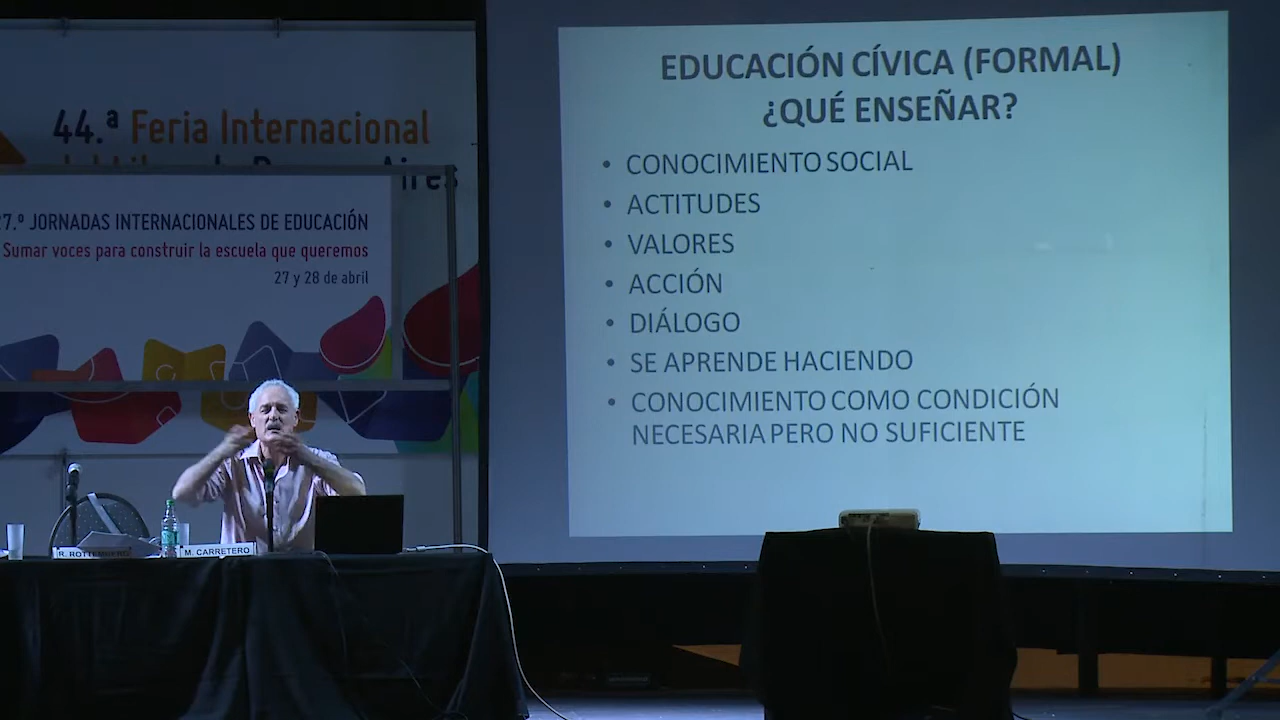 44.ª Feria Internacional
27.º JORNADAS INTERNACIONALES DE EDUCACIÓN
Sumar voces para construir la escuela que queremos
27 y 28 de abril
R. ROTTEMBERG
M. CARRETERO
EDUCACIÓN CÍVICA (FORMAL)
¿QUÉ ENSEÑAR?
• CONOCIMIENTO SOCIAL
• ACTITUDES
• VALORES
• ACCIÓN
• DIÁLOGO
• SE APRENDE HACIENDO
• CONOCIMIENTO COMO CONDICIÓN
NECESARIA PERO NO SUFICIENTE